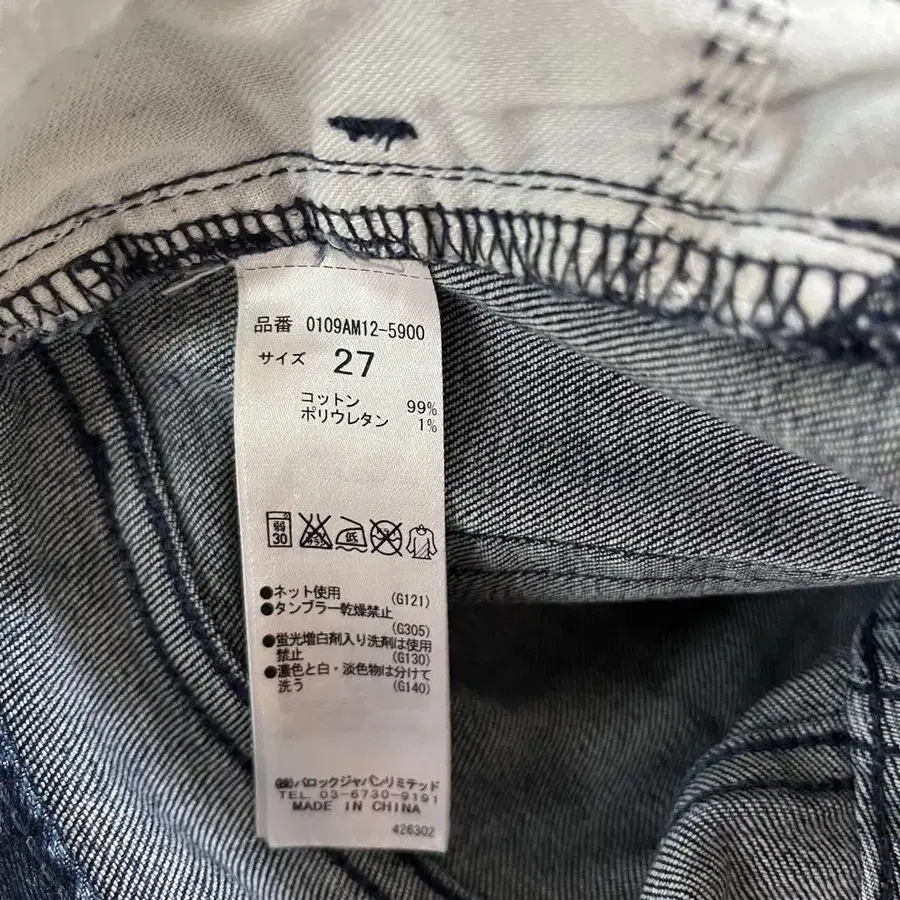 品番 0109AM12-5900
サイズ 27
コットン 99%
ポリウレタン 1%
弱 30 低
●ネット使用 (G121)
●タンブラー乾燥禁止
(G305)
●蛍光増白剤入り洗剤は使用
禁止 (G130)
●濃色と白・淡色物は分けて
洗う (G140)
㈱バロックジャパンリミテッド
TEL 03-6730-9191
MADE IN CHINA
426302